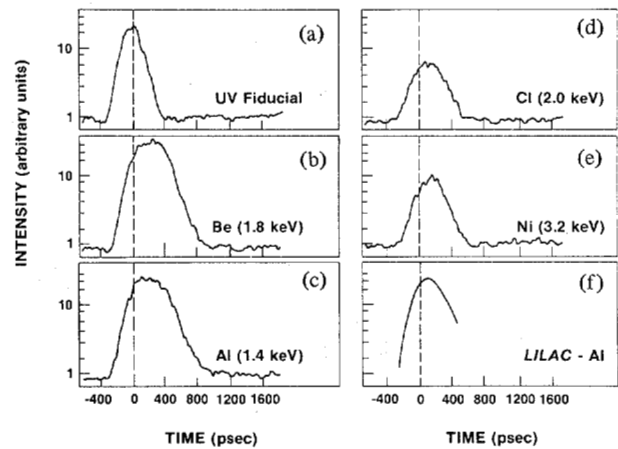 INTENSITY (arbitrary units)
(a)
10
1
UV Fiducial
(b)
10
1
Be (1.8 keV)
(c)
10
1
Al (1.4 keV)
-400 0 400 800 1200 1600
TIME (psec)
(d)
Cl (2.0 keV)
(e)
Ni (3.2 keV)
(f)
LILAC - Al
-400 0 400 800 1200 1600
TIME (psec)